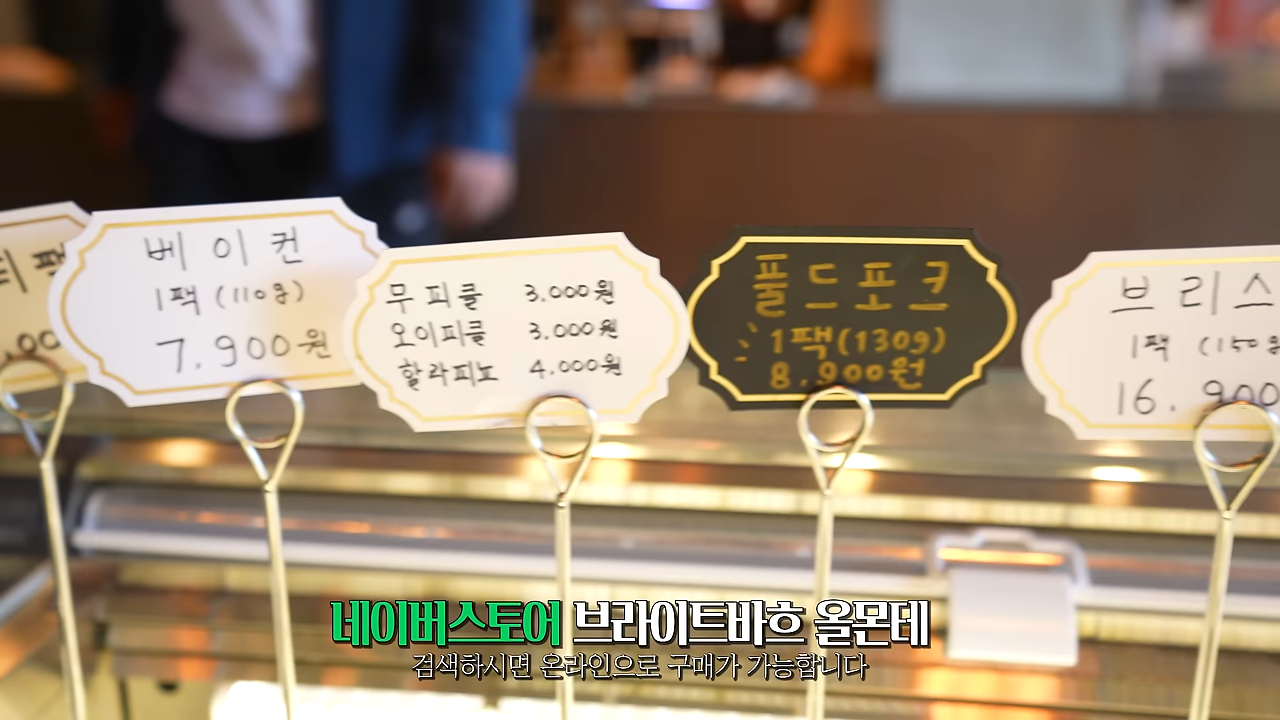 베이컨
1팩 (110g)
7.900원
무피클 3.000원
오이피클 3.000원
할라피뇨 4.000원
풀드포크
1팩(130g)
8.900원
브리스
1팩 (150g
16.900
네이버스토어 브라이트바흐 올몬데
검색하시면 온라인으로 구매가 가능합니다